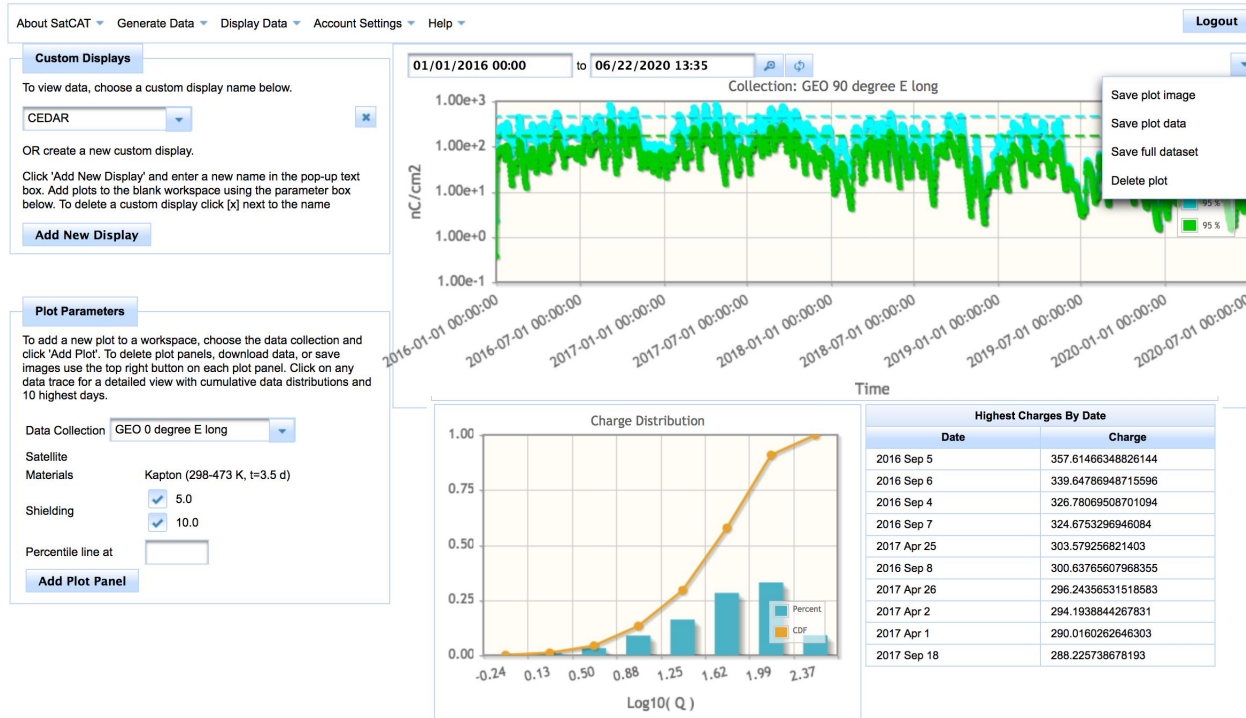 About SatCAT Generate Data Display Data Account Settings Help Logout
Custom Displays
To view data, choose a custom display name below.
CEDAR
OR create a new custom display.
Click 'Add New Display' and enter a new name in the pop-up text
box. Add plots to the blank workspace using the parameter box
below. To delete a custom display click [x] next to the name
Add New Display
Plot Parameters
To add a new plot to a workspace, choose the data collection and
click 'Add Plot'. To delete plot panels, download data, or save
images use the top right button on each plot panel. Click on any
data trace for a detailed view with cumulative data distributions and
10 highest days.
Data Collection GEO 0 degree E long
Satellite
Materials Kapton (298-473 K, t=3.5 d)
Shielding
5.0
10.0
Percentile line at
Add Plot Panel
01/01/2016 00:00 to 06/22/2020 13:35
Collection: GEO 90 degree E long
Save plot image
Save plot data
Save full dataset
Delete plot
95 %
95 %
nC/cm2
1.00e+3
1.00e+2
1.00e+1
1.00e+0
1.00e-1
2016-01-01 00:00:00
2016-07-01 00:00:00
2017-01-01 00:00:00
2017-07-01 00:00:00
2018-01-01 00:00:00
2018-07-01 00:00:00
2019-01-01 00:00:00
2019-07-01 00:00:00
2020-01-01 00:00:00
2020-07-01 00:00:00
Time
Charge Distribution
1.00
0.75
0.50
0.25
0.00
Percent
CDF
-0.24 0.13 0.50 0.88 1.25 1.62 1.99 2.37
Log10( Q )
Highest Charges By Date
Date Charge
2016 Sep 5 357.61466348826144
2016 Sep 6 339.64786948715596
2016 Sep 4 326.78069508701094
2016 Sep 7 324.6753296946084
2017 Apr 25 303.579256821403
2016 Sep 8 300.63765607968355
2017 Apr 26 296.24356531518583
2017 Apr 2 294.1938844267831
2017 Apr 1 290.0160262646303
2017 Sep 18 288.225738678193